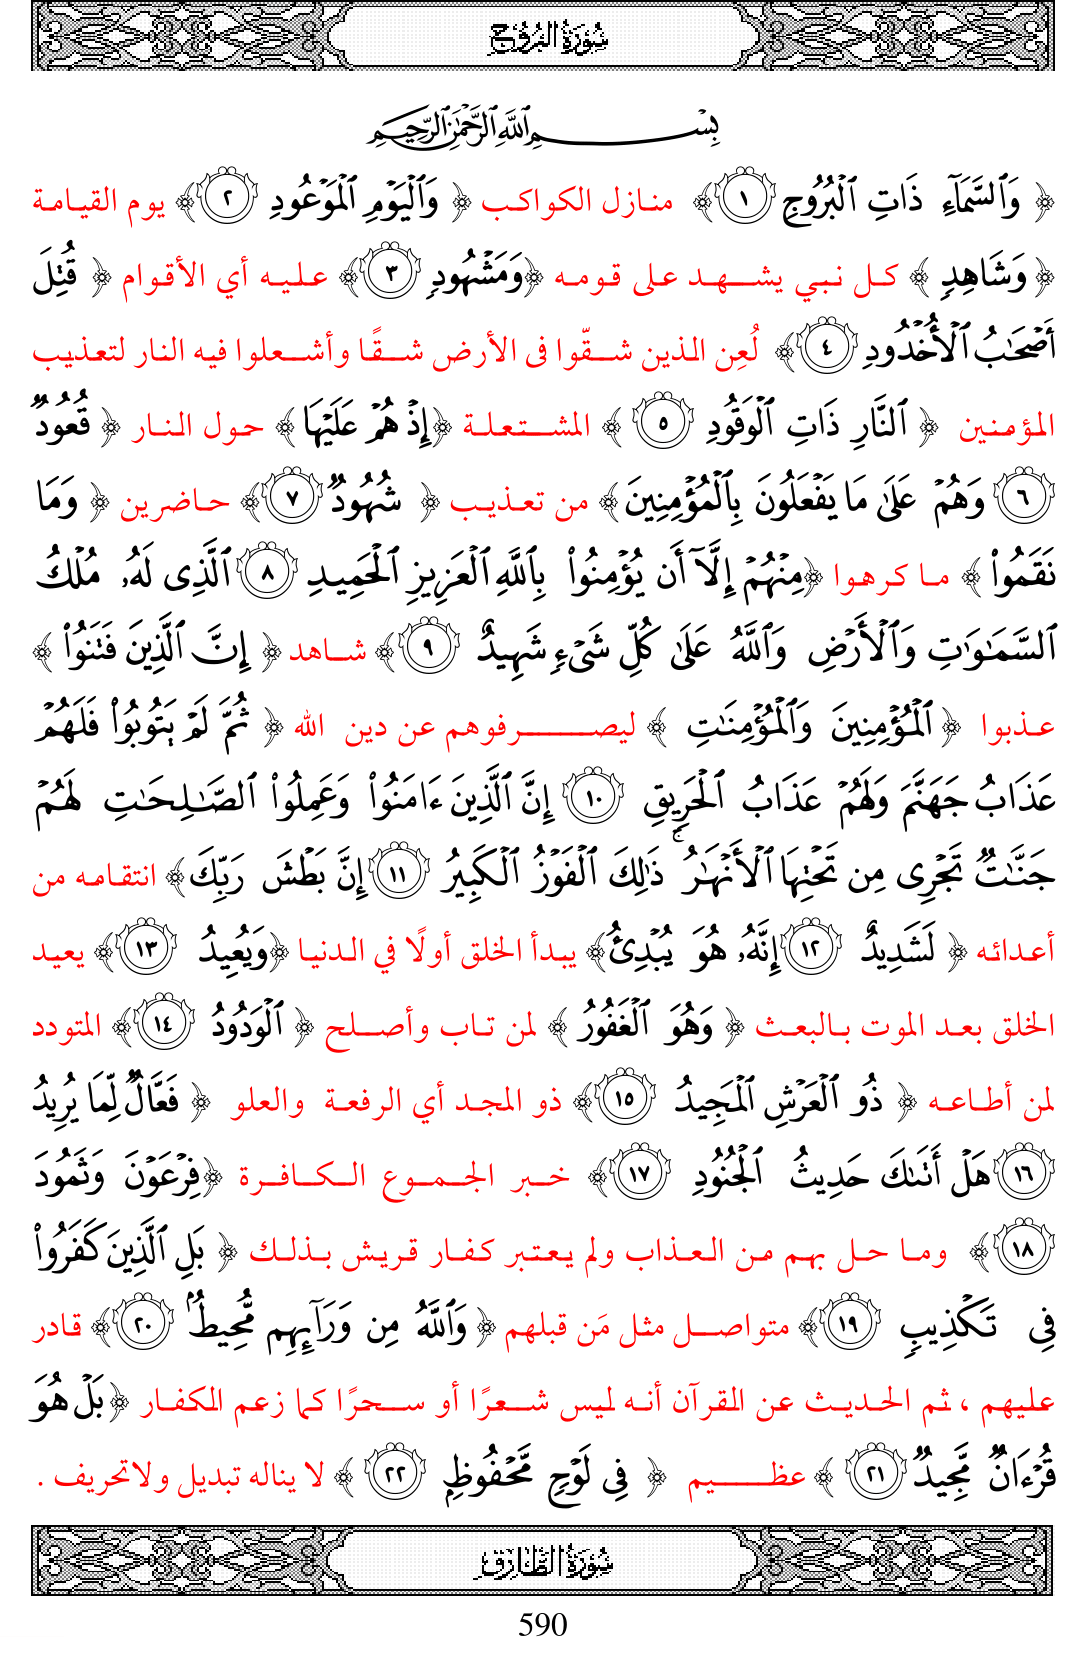 سُورَةُ البُرُوجِ
بِسۡمِ ٱللَّهِ ٱلرَّحۡمَٰنِ ٱلرَّحِيمِ
﴿ وَٱلسَّمَآءِ ذَاتِ ٱلۡبُرُوجِ ١ ﴾ منازل الكواكب ﴿ وَٱلۡيَوۡمِ ٱلۡمَوۡعُودِ ٢ ﴾ يوم القيامة
﴿ وَشَاهِدٖ ﴾ كل نبي يشهد على قومه ﴿وَمَشۡهُودٖ ٣ ﴾ عليه أي الأقوام ﴿ قُتِلَ
أَصۡحَٰبُ ٱلۡأُخۡدُودِ ٤ ﴾ لُعِن الذين شقّوا فى الأرض شقًا وأشعلوا فيه النار لتعذيب
المؤمنين ﴿ ٱلنَّارِ ذَاتِ ٱلۡوَقُودِ ٥ ﴾ المشتعلة ﴿إِذۡ هُمۡ عَلَيۡهَا ﴾ حول النار ﴿ قُعُودٞ
٦ وَهُمۡ عَلَىٰ مَا يَفۡعَلُونَ بِٱلۡمُؤۡمِنِينَ ﴾ من تعذيب ﴿ شُهُودٞ ٧ ﴾ حاضرين ﴿ وَمَا
نَقَمُواْ ﴾ ما كرهوا ﴿مِنۡهُمۡ إِلَّآ أَن يُؤۡمِنُواْ بِٱللَّهِ ٱلۡعَزِيزِ ٱلۡحَمِيدِ ٨ ٱلَّذِى لَهُۥ مُلۡكُ
ٱلسَّمَٰوَٰتِ وَٱلۡأَرۡضِ وَٱللَّهُ عَلَىٰ كُلِّ شَىۡءٖ شَهِيدٌ ٩ ﴾ شاهد ﴿ إِنَّ ٱلَّذِينَ فَتَنُواْ ﴾
عذبوا ﴿ ٱلۡمُؤۡمِنِينَ وَٱلۡمُؤۡمِنَٰتِ ﴾ ليصرفوهم عن دين الله ﴿ ثُمَّ لَمۡ يَتُوبُواْ فَلَهُمۡ
عَذَابُ جَهَنَّمَ وَلَهُمۡ عَذَابُ ٱلۡحَرِيقِ ١٠ إِنَّ ٱلَّذِينَ ءَامَنُواْ وَعَمِلُواْ ٱلصَّٰلِحَٰتِ لَهُمۡ
جَنَّٰتٞ تَجۡرِى مِن تَحۡتِهَا ٱلۡأَنۡهَٰرُۚ ذَٰلِكَ ٱلۡفَوۡزُ ٱلۡكَبِيرُ ١١ إِنَّ بَطۡشَ رَبِّكَ ﴾ انتقامه من
أعدائه ﴿ لَشَدِيدٌ ١٢ إِنَّهُۥ هُوَ يُبۡدِئُ ﴾ يبدأ الخلق أولًا في الدنيا ﴿وَيُعِيدُ ١٣ ﴾ يعيد
الخلق بعد الموت بالبعث ﴿ وَهُوَ ٱلۡغَفُورُ ﴾ لمن تاب وأصلح ﴿ ٱلۡوَدُودُ ١٤ ﴾ المتودد
لمن أطاعه ﴿ ذُو ٱلۡعَرۡشِ ٱلۡمَجِيدُ ١٥ ﴾ ذو المجد أي الرفعة والعلو ﴿ فَعَّالٞ لِّمَا يُرِيدُ
١٦ هَلۡ أَتَىٰكَ حَدِيثُ ٱلۡجُنُودِ ١٧ ﴾ خبر الجموع الكافرة ﴿فِرۡعَوۡنَ وَثَمُودَ
١٨ ﴾ وما حل بهم من العذاب ولم يعتبر كفار قريش بذلك ﴿ بَلِ ٱلَّذِينَ كَفَرُواْ
فِى تَكۡذِيبٖ ١٩ ﴾ متواصل مثل مَن قبلهم ﴿ وَٱللَّهُ مِن وَرَآئِهِم مُّحِيطُۢ ٢٠ ﴾ قادر
عليهم ، ثم الحديث عن القرآن أنه ليس شعرًا أو سحرًا كما زعم الكفار ﴿بَلۡ هُوَ
قُرۡءَانٞ مَّجِيدٞ ٢١ ﴾ عظيم ﴿ فِى لَوۡحٖ مَّحۡفُوظِۭ ٢٢ ﴾ لا يناله تبديل ولاتحريف .
سُورَةُ الطَّارِقِ
590